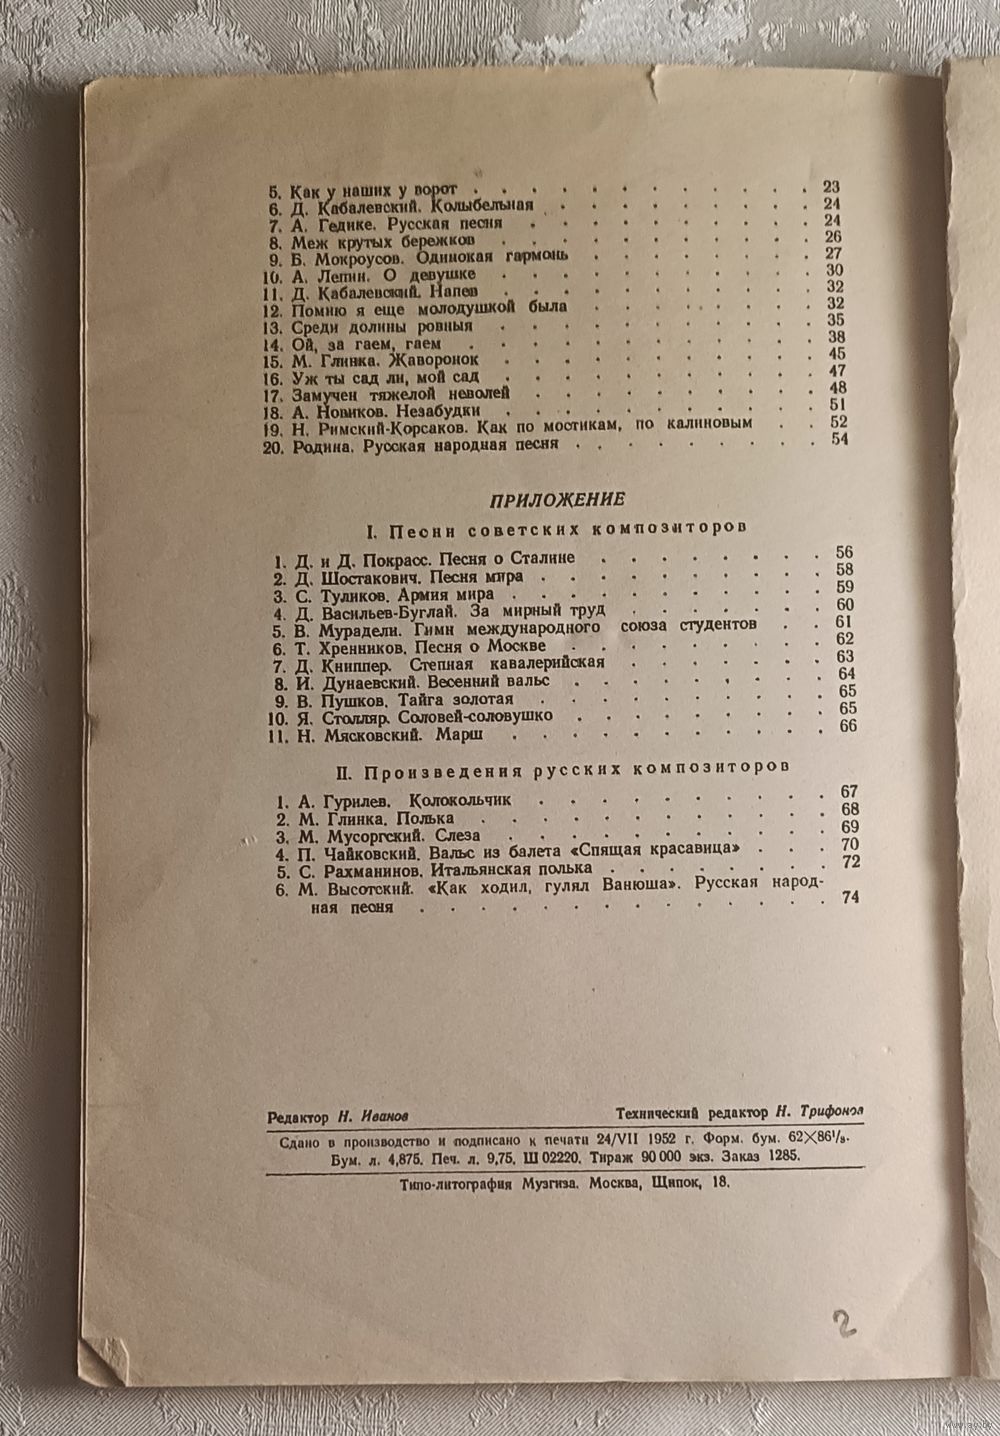 5. Как у наших у ворот . . . . . . . . . . . . 23
6. Д. Кабалевский. Колыбельная . . . . . . . . . . 24
7. А. Гедике. Русская песня . . . . . . . . . . 24
8. Меж крутых бережков . . . . . . . . . . . 26
9. Б. Мокроусов. Одинокая гармонь . . . . . . . . 27
10. А. Лепин. О девушке . . . . . . . . . . . 30
11. Д. Кабалевский. Напев . . . . . . . . . . . 32
12. Помню я еще молодушкой была . . . . . . . . 32
13. Среди долины ровныя . . . . . . . . . . . 35
14. Ой, за гаем, гаем . . . . . . . . . . . . 38
15. М. Глинка. Жаворонок . . . . . . . . . . . 45
16. Уж ты сад ли, мой сад . . . . . . . . . . . 47
17. Замучен тяжелой неволей . . . . . . . . . . 48
18. А. Новиков. Незабудки . . . . . . . . . . . 51
19. Н. Римский-Корсаков. Как по мостикам, по калиновым . . 52
20. Родина. Русская народная песня . . . . . . . . . 54
ПРИЛОЖЕНИЕ
I. Песни советских композиторов
1. Д. и Д. Покрасс. Песня о Сталине . . . . . . . . 56
2. Д. Шостакович. Песня мира . . . . . . . . . . 58
3. С. Туликов. Армия мира . . . . . . . . . . . 59
4. Д. Васильев-Буглай. За мирный труд . . . . . . . 60
5. В. Мурадели. Гимн международного союза студентов . . 61
6. Т. Хренников. Песня о Москве . . . . . . . . . 62
7. Д. Книппер. Степная кавалерийская . . . . . . . 63
8. И. Дунаевский. Весенний вальс . . . . . . . . . 64
9. В. Пушков. Тайга золотая . . . . . . . . . . 65
10. Я. Столляр. Соловей-соловушко . . . . . . . . . 65
11. Н. Мясковский. Марш . . . . . . . . . . . 66
II. Произведения русских композиторов
1. А. Гурилев. Колокольчик . . . . . . . . . . 67
2. М. Глинка. Полька . . . . . . . . . . . . 68
3. М. Мусоргский. Слеза . . . . . . . . . . . 69
4. П. Чайковский. Вальс из балета «Спящая красавица» . . . 70
5. С. Рахманинов. Итальянская полька . . . . . . . . 72
6. М. Высотский. «Как ходил, гулял Ванюша». Русская народ-
ная песня . . . . . . . . . . . . . . 74
Редактор Н. Иванов Технический редактор Н. Трифонов
Сдано в производство и подписано к печати 24/VII 1952 г. Форм. бум. 62×86¹/₈.
Бум. л. 4,875. Печ. л. 9,75. Ш 02220. Тираж 90 000 экз. Заказ 1285.
Типо-литография Музгиза. Москва, Щипок, 18.
2